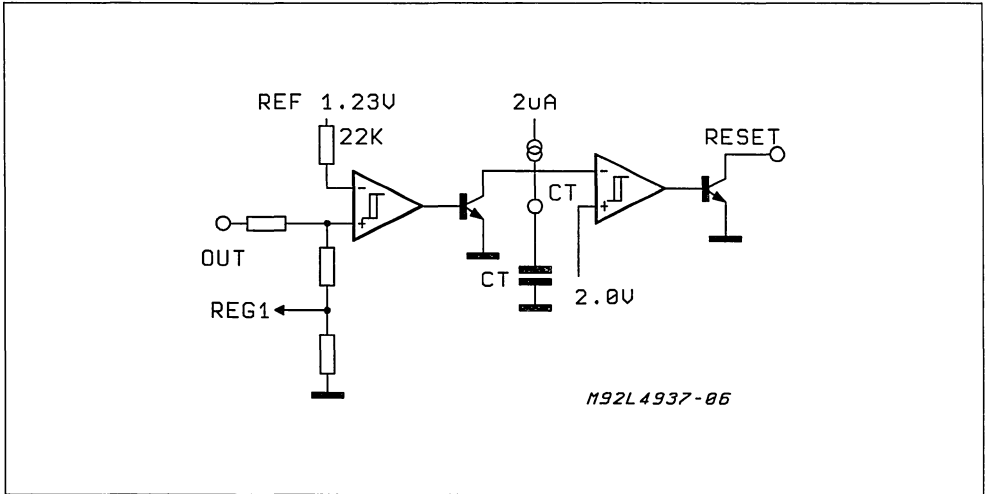 REF 1.23V
22K
2uA
RESET
CT
OUT
CT
2.0V
REG1
M92L4937-06
- +
- +